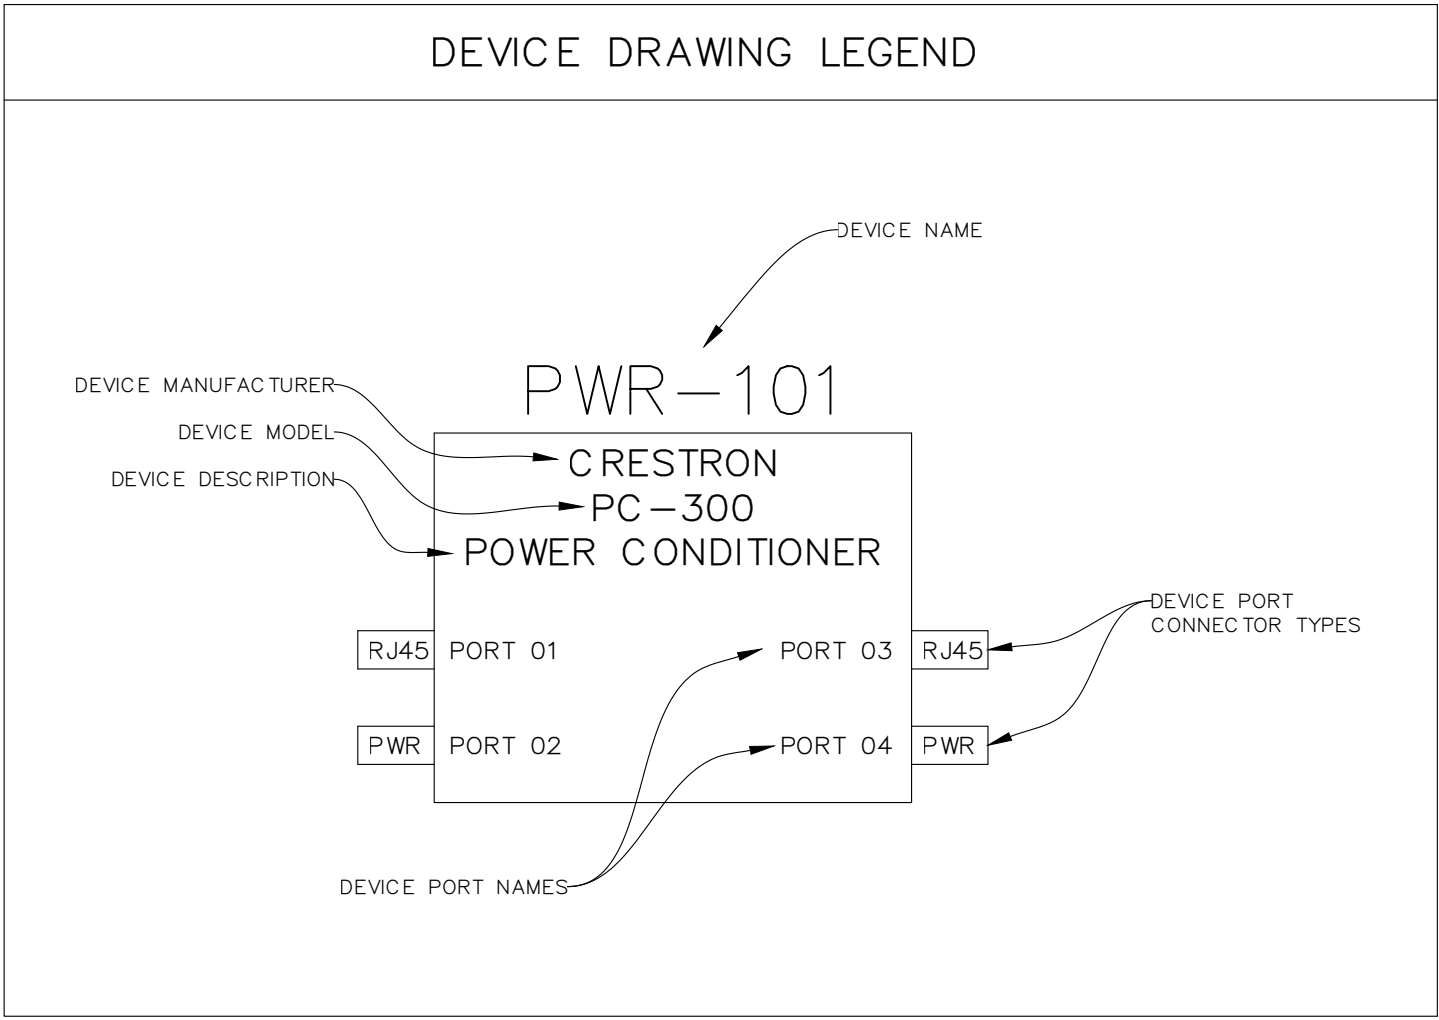 DEVICE DRAWING LEGEND
DEVICE NAME
PWR-101
DEVICE MANUFACTURER
CRESTRON
DEVICE MODEL
PC-300
DEVICE DESCRIPTION
POWER CONDITIONER
DEVICE PORT
CONNECTOR TYPES
RJ45 PORT 01 PORT 03 RJ45
PWR PORT 02 PORT 04 PWR
DEVICE PORT NAMES